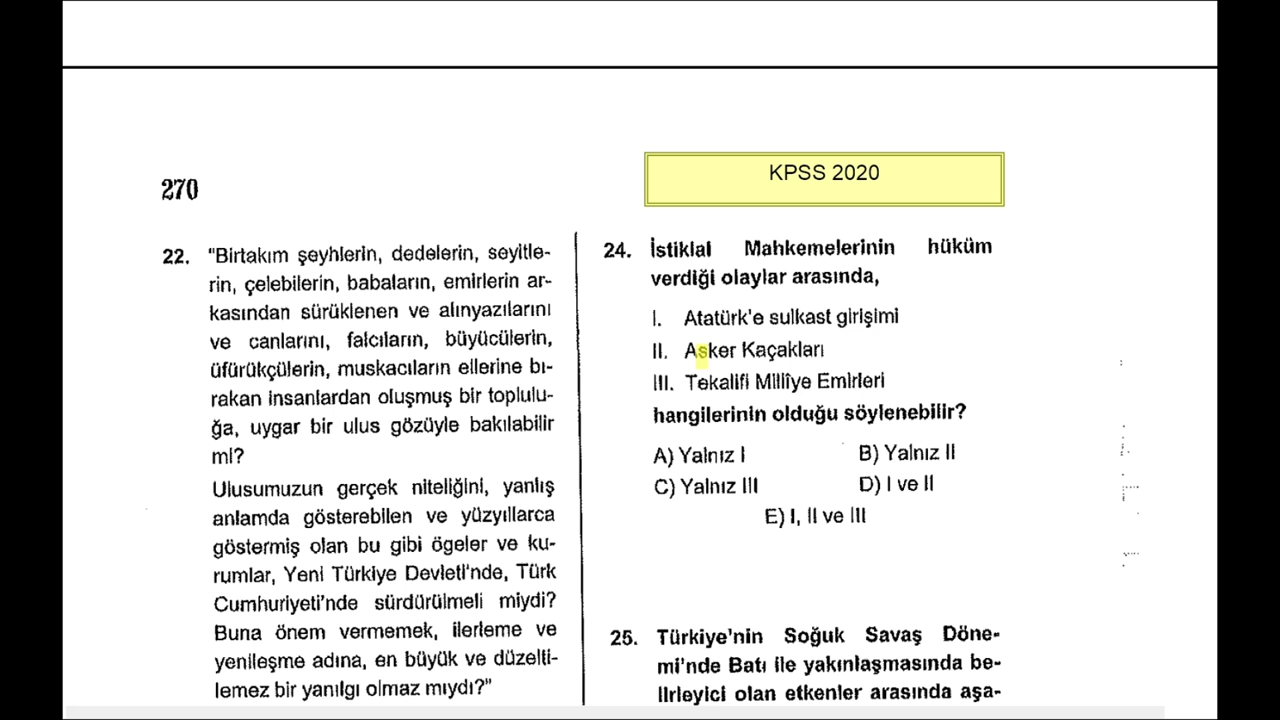 KPSS 2020
270
22. "Birtakım şeyhlerin, dedelerin, seyitle-
rin, çelebilerin, babaların, emirlerin ar-
kasından sürüklenen ve alınyazılarını
ve canlarını, falcıların, büyücülerin,
üfürükçülerin, muskacıların ellerine bı-
rakan insanlardan oluşmuş bir toplulu-
ğa, uygar bir ulus gözüyle bakılabilir
mi?
Ulusumuzun gerçek niteliğini, yanlış
anlamda gösterebilen ve yüzyıllarca
göstermiş olan bu gibi ögeler ve ku-
rumlar, Yeni Türkiye Devleti'nde, Türk
Cumhuriyeti'nde sürdürülmeli miydi?
Buna önem vermemek, ilerleme ve
yenileşme adına, en büyük ve düzelti-
lemez bir yanılgı olmaz mıydı?"
24. İstiklal Mahkemelerinin hüküm
verdiği olaylar arasında,
I. Atatürk'e sulkast girişimi
II. Asker Kaçakları
III. Tekalifi Milliye Emirleri
hangilerinin olduğu söylenebilir?
A) Yalnız I B) Yalnız II
C) Yalnız III D) I ve II
E) I, II ve III
25. Türkiye'nin Soğuk Savaş Döne-
mi'nde Batı ile yakınlaşmasında be-
lirleyici olan etkenler arasında aşa-